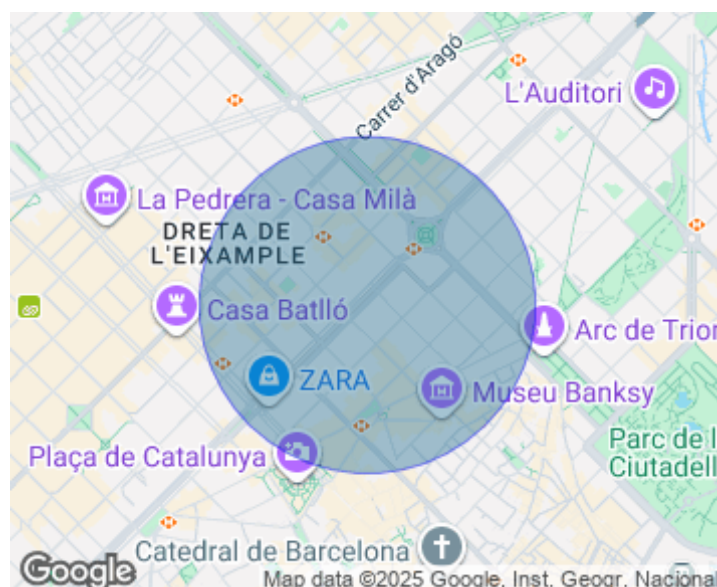 Carrer d'Aragó
L'Auditori
La Pedrera - Casa Milà
DRETA DE
L'EIXAMPLE
Casa Batlló
Arc de Trion
ZARA
Museu Banksy
Plaça de Catalunya
Parc de l
Ciutadell
Catedral de Barcelona
Google
Map data ©2025 Google, Inst. Geogr. Nacional